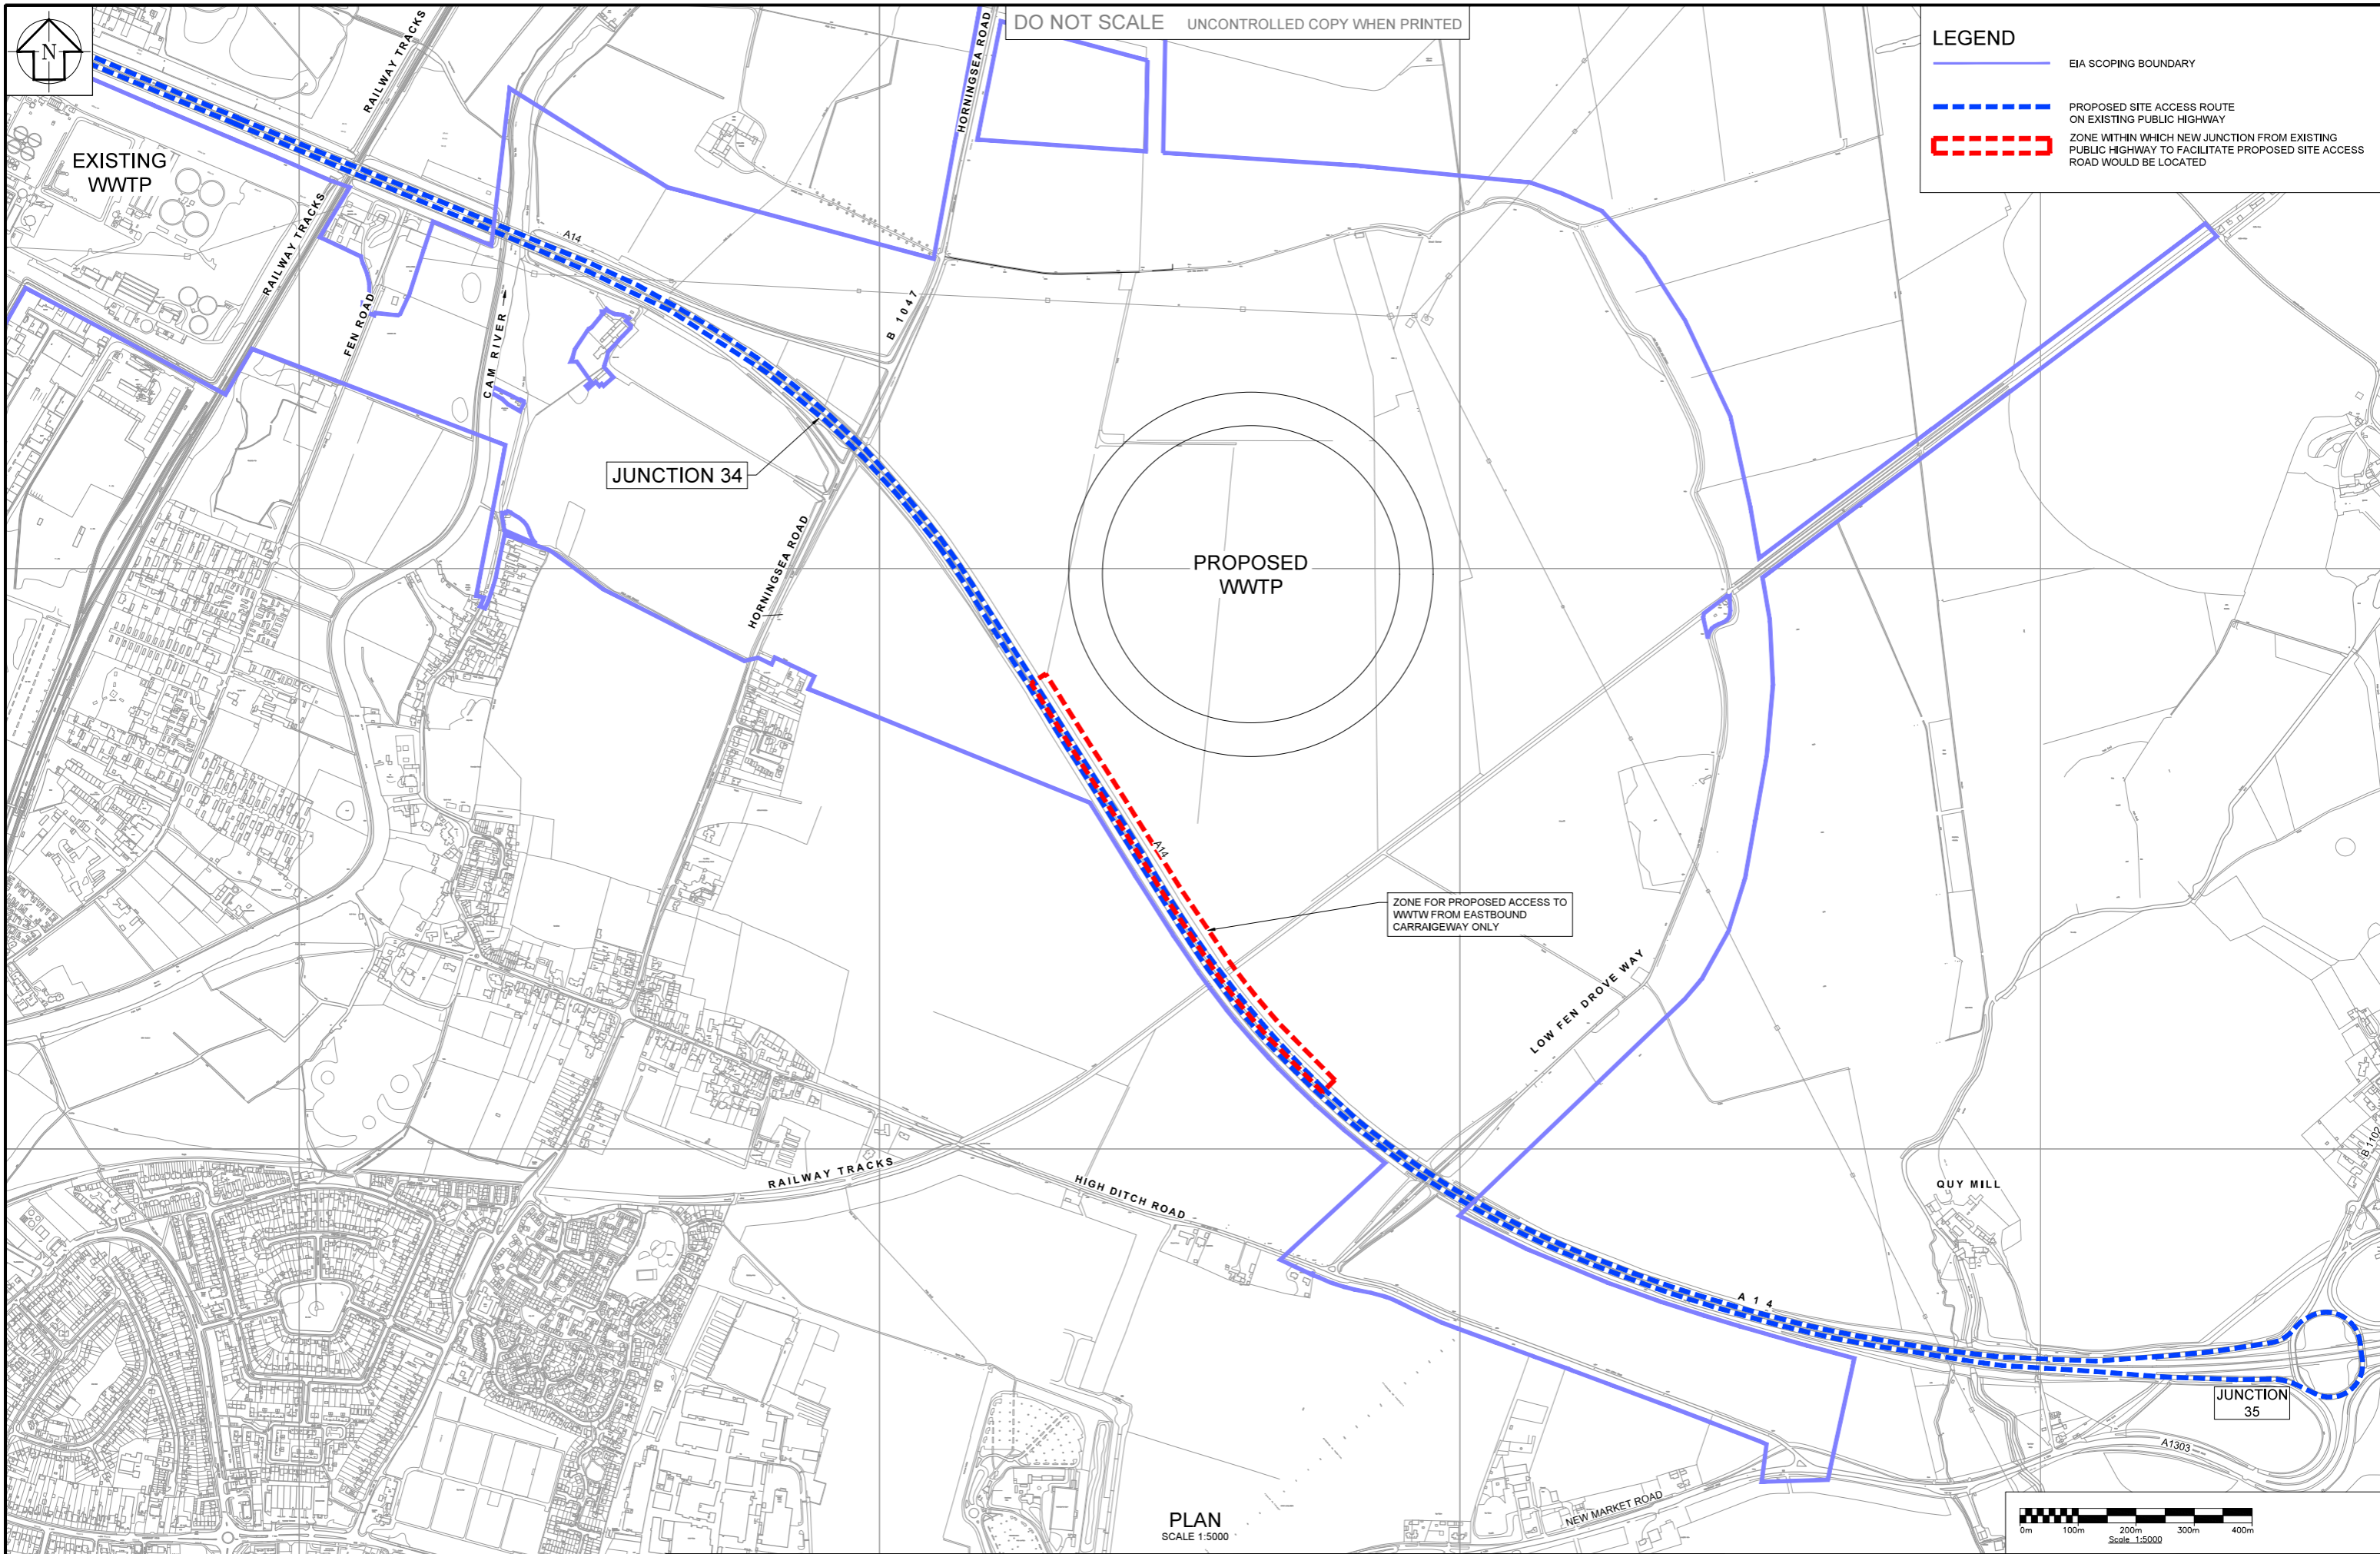 N
DO NOT SCALE UNCONTROLLED COPY WHEN PRINTED
LEGEND
EIA SCOPING BOUNDARY
PROPOSED SITE ACCESS ROUTE
ON EXISTING PUBLIC HIGHWAY
ZONE WITHIN WHICH NEW JUNCTION FROM EXISTING
PUBLIC HIGHWAY TO FACILITATE PROPOSED SITE ACCESS
ROAD WOULD BE LOCATED
RAILWAY TRACKS
HORNINGSEA ROAD
EXISTING
WWTP
RAILWAY TRACKS
A14
FEN ROAD
CAM RIVER
B 1047
JUNCTION 34
HORNINGSEA ROAD
PROPOSED
WWTP
A14
ZONE FOR PROPOSED ACCESS TO
WWTW FROM EASTBOUND
CARRAIGEWAY ONLY
LOW FEN DROVE WAY
RAILWAY TRACKS
HIGH DITCH ROAD
QUY MILL
B 1102
A 1 4
JUNCTION
35
A1303
NEW MARKET ROAD
PLAN
SCALE 1:5000
0m 100m 200m 300m 400m
Scale 1:5000